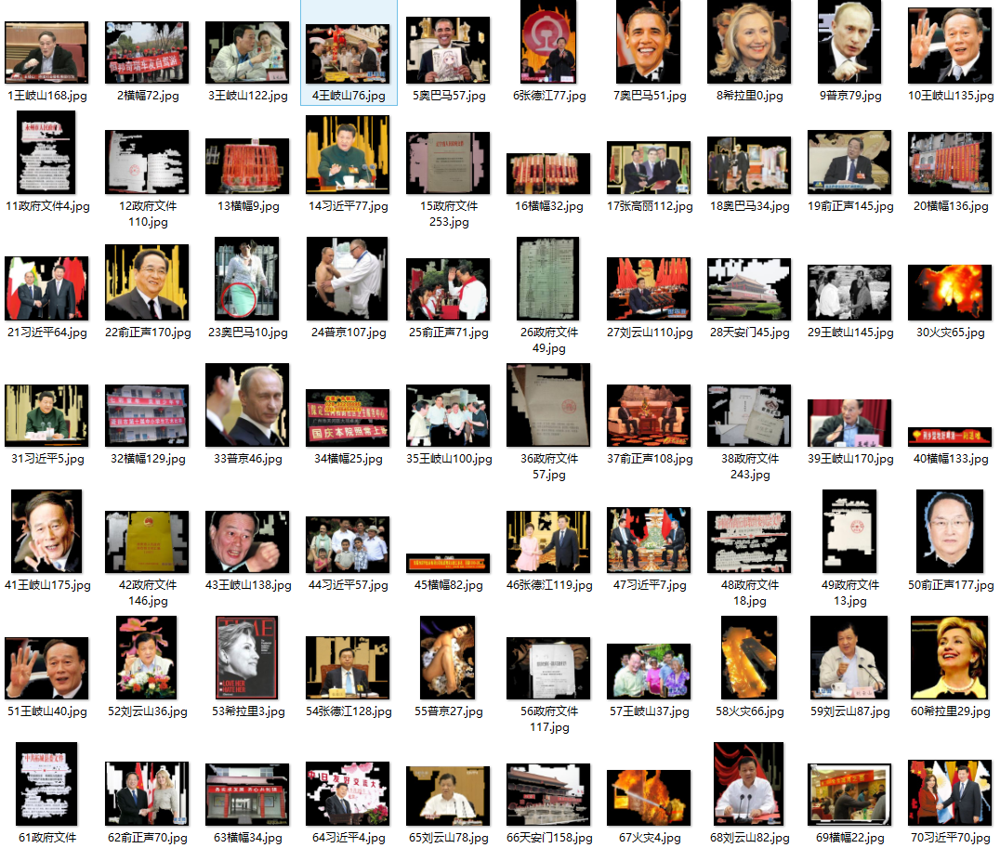 1王岐山168.jpg
2横幅72.jpg
3王岐山122.jpg
4王岐山76.jpg
5奥巴马57.jpg
6张德江77.jpg
7奥巴马51.jpg
8希拉里0.jpg
9普京79.jpg
10王岐山135.jpg
11政府文件4.jpg
12政府文件
110.jpg
13横幅9.jpg
14习近平77.jpg
15政府文件
253.jpg
16横幅32.jpg
17张高丽112.jpg
18奥巴马34.jpg
19俞正声145.jpg
20横幅136.jpg
21习近平64.jpg
22俞正声170.jpg
23奥巴马10.jpg
24普京107.jpg
25俞正声71.jpg
26政府文件
49.jpg
27刘云山110.jpg
28天安门45.jpg
29王岐山145.jpg
30火灾65.jpg
31习近平5.jpg
32横幅129.jpg
33普京46.jpg
国庆本院照常上
34横幅25.jpg
35王岐山100.jpg
36政府文件
57.jpg
37俞正声108.jpg
38政府文件
243.jpg
39王岐山170.jpg
40横幅133.jpg
41王岐山175.jpg
42政府文件
146.jpg
43王岐山138.jpg
44习近平57.jpg
45横幅82.jpg
46张德江119.jpg
47习近平7.jpg
48政府文件
18.jpg
49政府文件
13.jpg
50俞正声177.jpg
51王岐山40.jpg
52刘云山36.jpg
TIME
LOVE HER
HATE HER
53希拉里3.jpg
54张德江128.jpg
55普京27.jpg
56政府文件
117.jpg
57王岐山37.jpg
58火灾66.jpg
59刘云山87.jpg
60希拉里29.jpg
61政府文件
62俞正声70.jpg
63横幅34.jpg
64习近平4.jpg
65刘云山78.jpg
66天安门158.jpg
67火灾4.jpg
68刘云山82.jpg
69横幅22.jpg
70习近平70.jpg